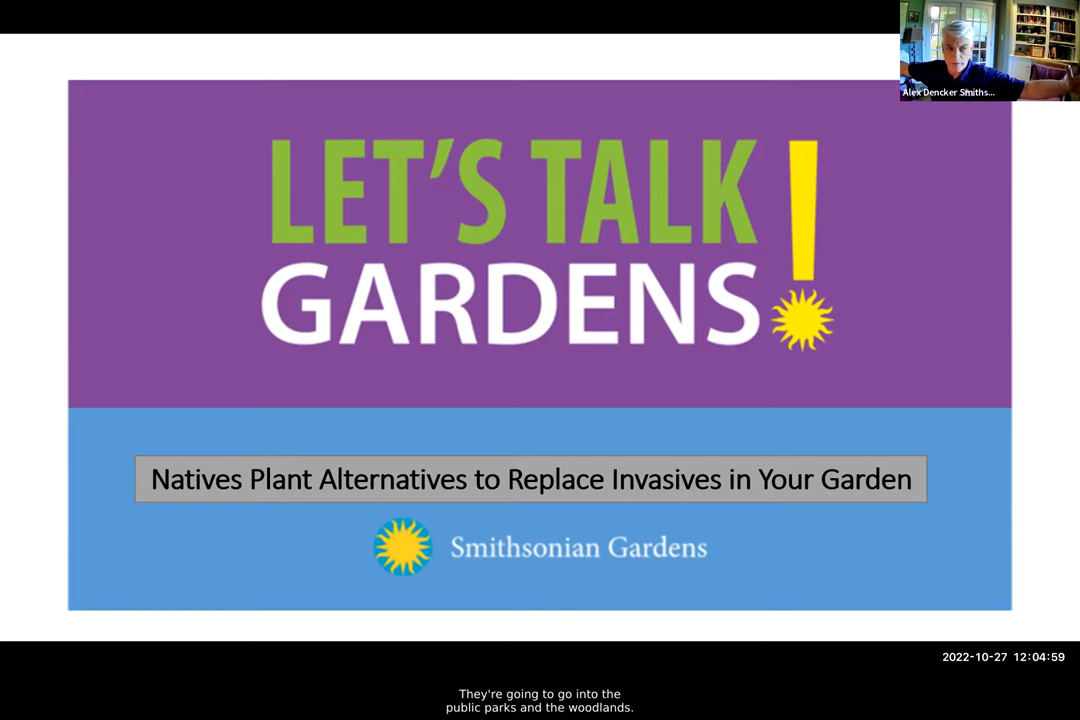 Alex Dencker Smiths...
LET'S TALK
GARDENS!
Natives Plant Alternatives to Replace Invasives in Your Garden
Smithsonian Gardens
2022-10-27 12:04:59
They're going to go into the
public parks and the woodlands.